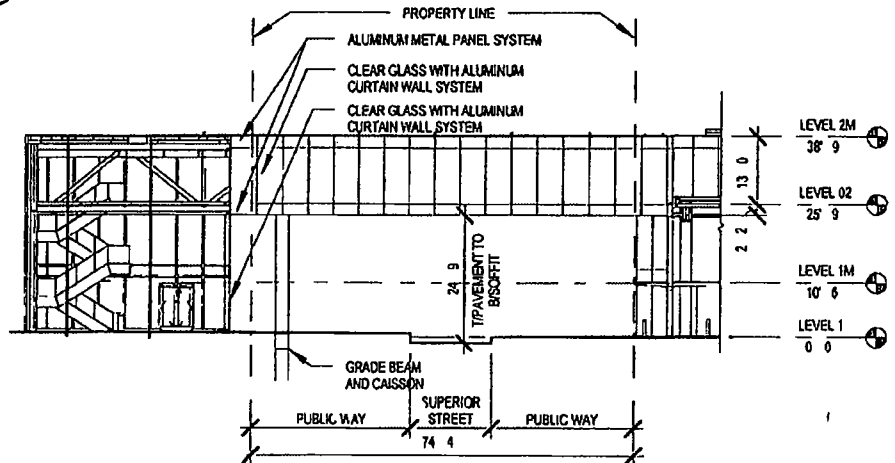 PROPERTY LINE
ALUMINUM METAL PANEL SYSTEM
CLEAR GLASS WITH ALUMINUM
CURTAIN WALL SYSTEM
CLEAR GLASS WITH ALUMINUM
CURTAIN WALL SYSTEM
LEVEL 2M
38' 9
13 0
LEVEL 02
25' 9
2 2
24 9
T/PAVEMENT TO
B/SOFFIT
LEVEL 1M
10' 6
LEVEL 1
0 0
GRADE BEAM
AND CAISSON
PUBLIC WAY
SUPERIOR
STREET
PUBLIC WAY
74 4